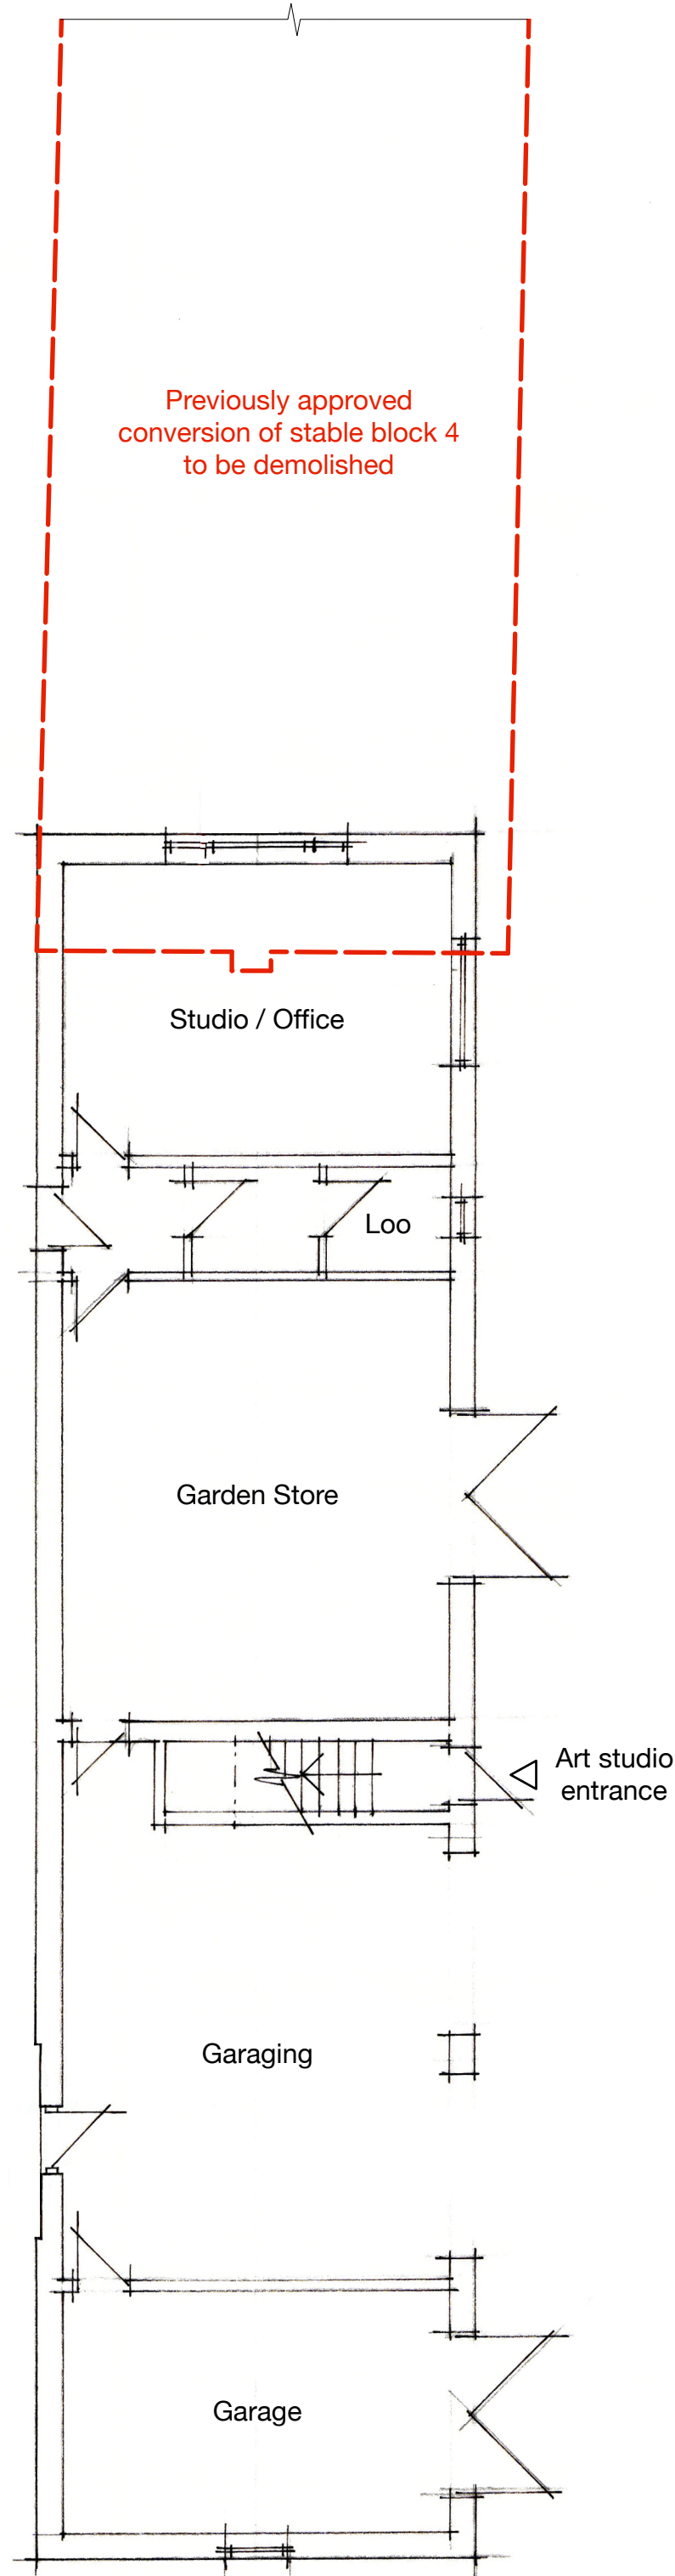 Previously approved
conversion of stable block 4
to be demolished
Studio / Office
Loo
Garden Store
Art studio
entrance
Garaging
Garage